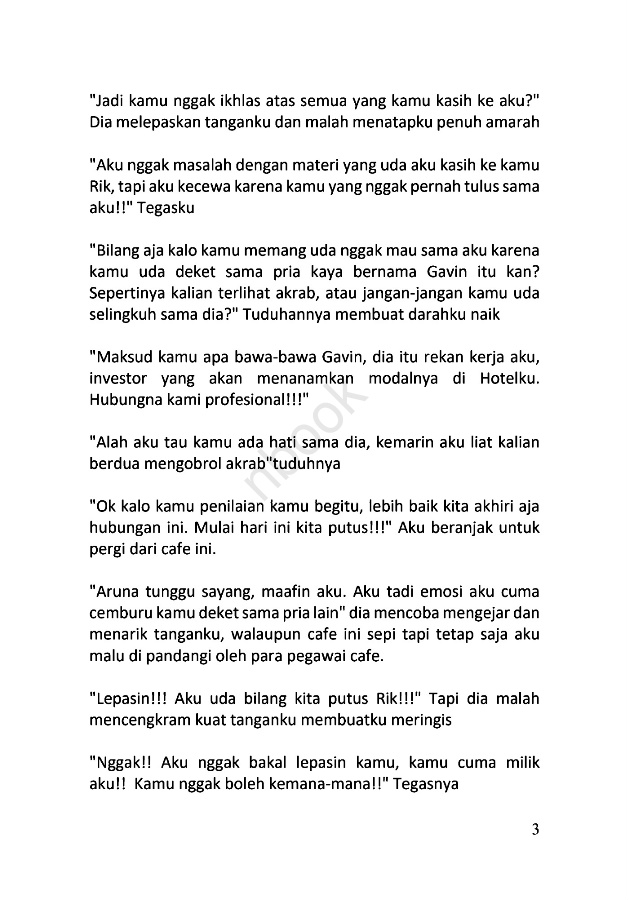 "Jadi kamu nggak ikhlas atas semua yang kamu kasih ke aku?"
Dia melepaskan tanganku dan malah menatapku penuh amarah
"Aku nggak masalah dengan materi yang uda aku kasih ke kamu
Rik, tapi aku kecewa karena kamu yang nggak pernah tulus sama
aku!!" Tegasku
"Bilang aja kalo kamu memang uda nggak mau sama aku karena
kamu uda deket sama pria kaya bernama Gavin itu kan?
Sepertinya kalian terlihat akrab, atau jangan-jangan kamu uda
selingkuh sama dia?" Tuduhannya membuat darahku naik
"Maksud kamu apa bawa-bawa Gavin, dia itu rekan kerja aku,
investor yang akan menanamkan modalnya di Hotelku.
Hubungna kami profesional!!!"
"Alah aku tau kamu ada hati sama dia, kemarin aku liat kalian
berdua mengobrol akrab"tuduhnya
"Ok kalo kamu penilaian kamu begitu, lebih baik kita akhiri aja
hubungan ini. Mulai hari ini kita putus!!!" Aku beranjak untuk
pergi dari cafe ini.
"Aruna tunggu sayang, maafin aku. Aku tadi emosi aku cuma
cemburu kamu deket sama pria lain" dia mencoba mengejar dan
menarik tanganku, walaupun cafe ini sepi tapi tetap saja aku
malu di pandangi oleh para pegawai cafe.
"Lepasin!!! Aku uda bilang kita putus Rik!!!" Tapi dia malah
mencengkram kuat tanganku membuatku meringis
"Nggak!! Aku nggak bakal lepasin kamu, kamu cuma milik
aku!! Kamu nggak boleh kemana-mana!!" Tegasnya
3
nbook